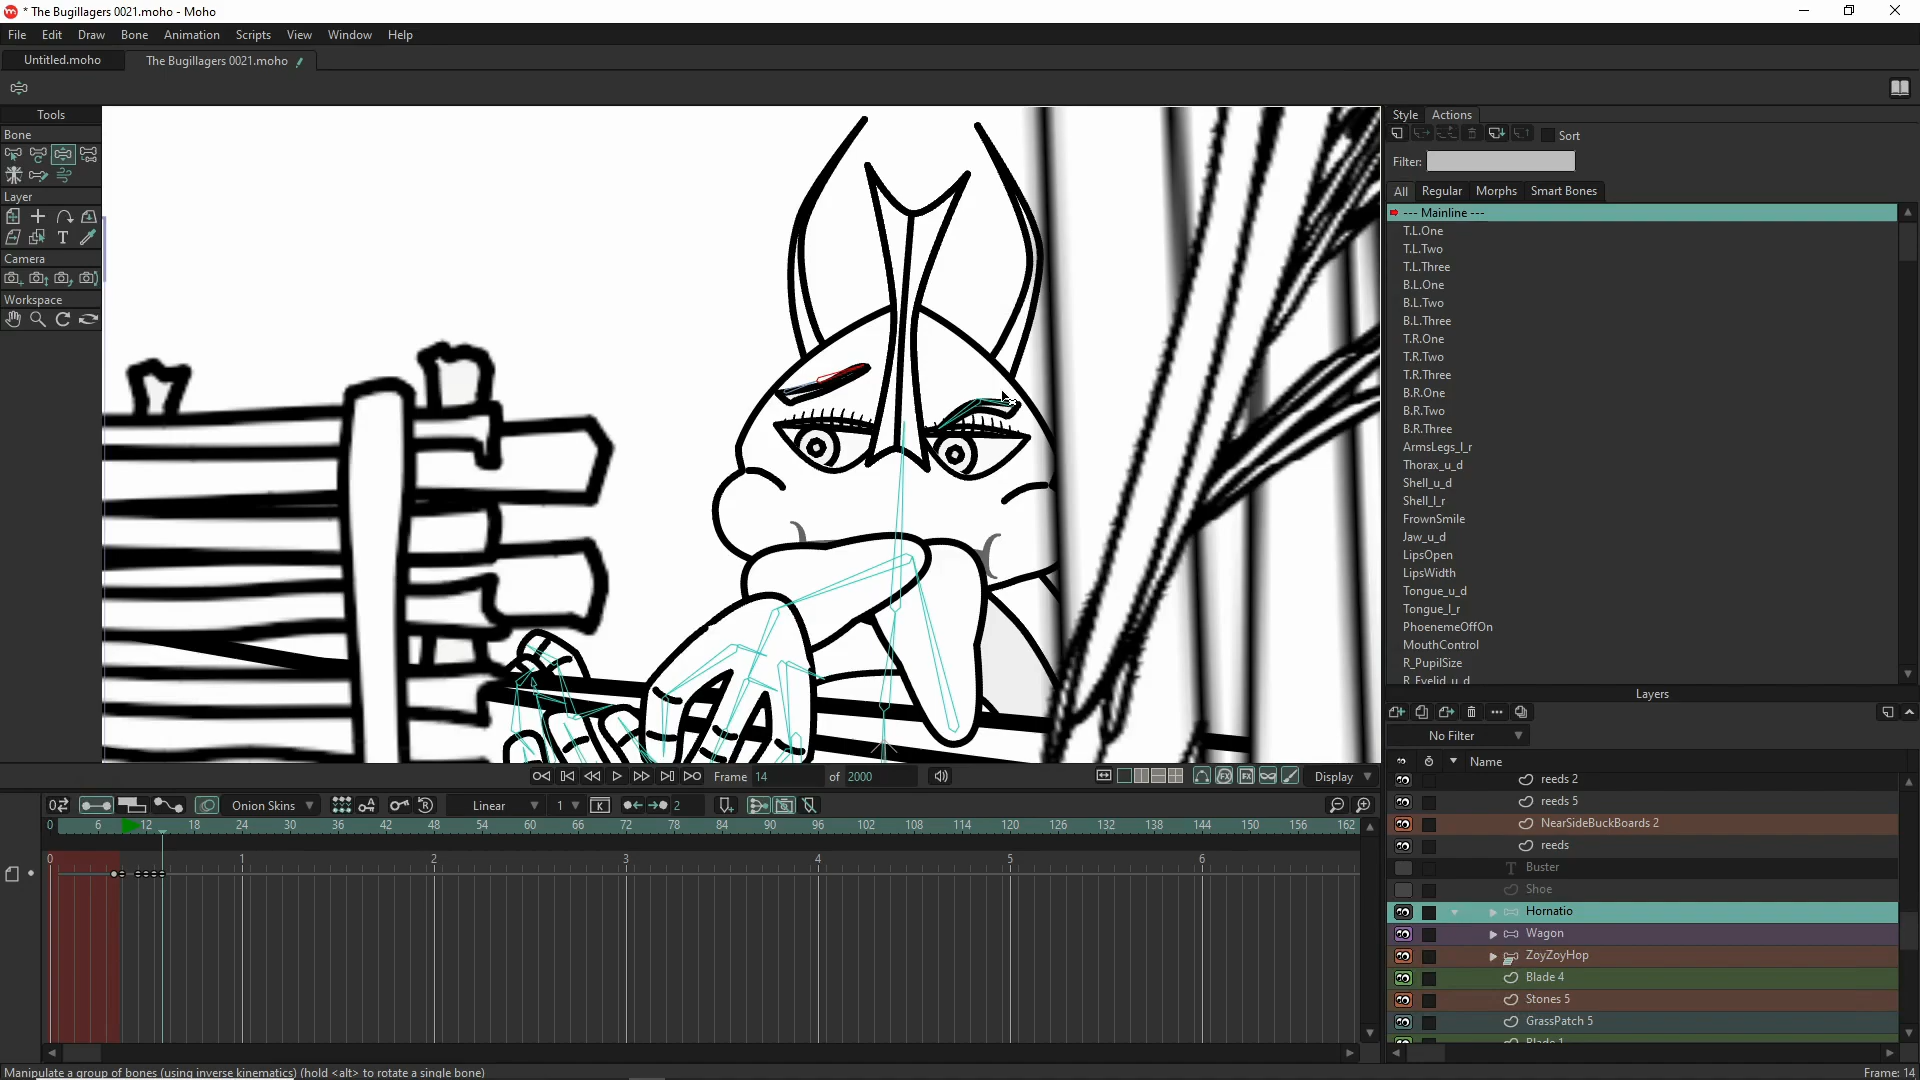 * The Bugillagers 0021.moho - Moho
File Edit Draw Bone Animation Scripts View Window Help
Untitled.moho The Bugillagers 0021.moho
Tools
Bone
Layer
Camera
Workspace
Style Actions
Sort
Filter:
All Regular Morphs Smart Bones
--- Mainline ---
T.L.One
T.L.Two
T.L.Three
B.L.One
B.L.Two
B.L.Three
T.R.One
T.R.Two
T.R.Three
B.R.One
B.R.Two
B.R.Three
ArmsLegs_l_r
Thorax_u_d
Shell_u_d
Shell_l_r
FrownSmile
Jaw_u_d
LipsOpen
LipsWidth
Tongue_u_d
Tongue_l_r
PhoenemeOffOn
MouthControl
R_PupilSize
R_Eyelid_u_d
Layers
No Filter
Name
reeds 2
reeds 5
NearSideBuckBoards 2
reeds
Buster
Shoe
Hornatio
Wagon
ZoyZoyHop
Blade 4
Stones 5
GrassPatch 5
Blade 1
Frame 14 of 2000 Display
Onion Skins Linear 1 2
0 6 12 18 24 30 36 42 48 54 60 66 72 78 84 90 96 102 108 114 120 126 132 138 144 150 156 162
0 1 2 3 4 5 6
Manipulate a group of bones (using inverse kinematics) (hold <alt> to rotate a single bone)
Frame: 14